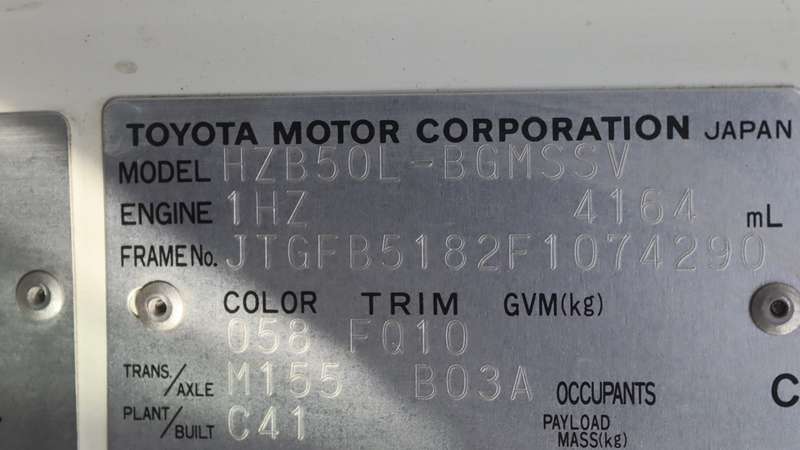 TOYOTA MOTOR CORPORATION JAPAN
MODEL HZB50L-BGMSSV
ENGINE 1HZ 4164 mL
FRAME No. JTGFB5182F1074290
COLOR TRIM GVM(kg)
058 FQ10
TRANS./AXLE M155 B03A OCCUPANTS C
PLANT/BUILT C41 PAYLOAD MASS(kg)